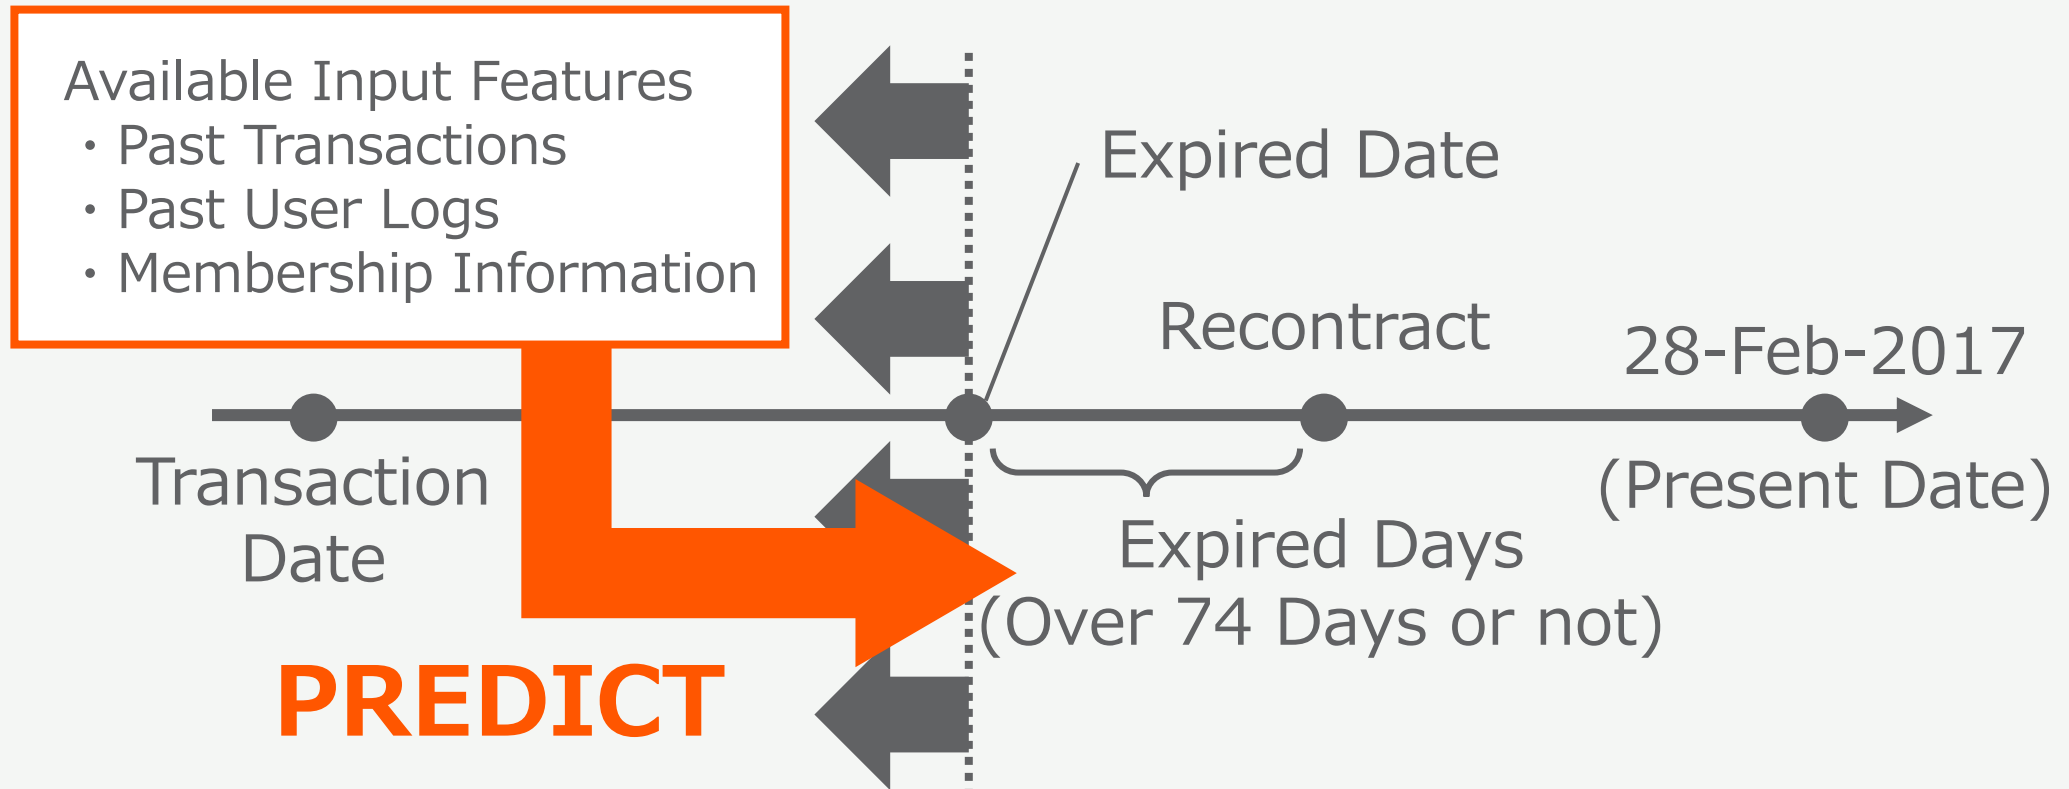 Available Input Features
・Past Transactions
・Past User Logs
・Membership Information
Expired Date
Recontract
28-Feb-2017
(Present Date)
Transaction
Date
Expired Days
(Over 74 Days or not)
PREDICT